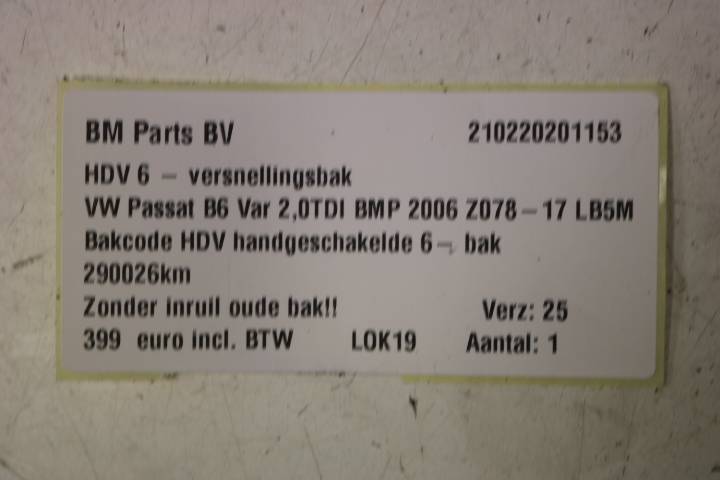 BM Parts BV 210220201153
HDV 6 - versnellingsbak
VW Passat B6 Var 2,0TDI BMP 2006 Z078-17 LB5M
Bakcode HDV handgeschakelde 6-, bak
290026km
Zonder inruil oude bak!! Verz: 25
399 euro incl. BTW LOK19 Aantal: 1